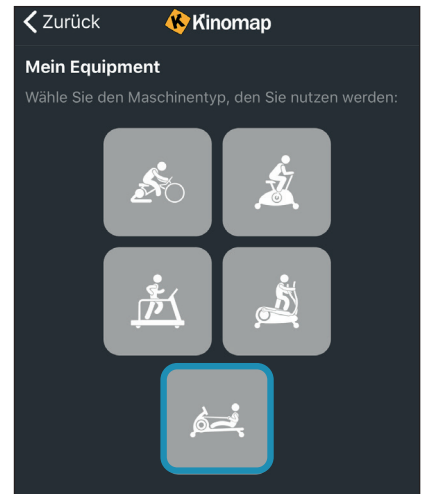 Zurück
Kinomap
Mein Equipment
Wähle Sie den Maschinentyp, den Sie nutzen werden: